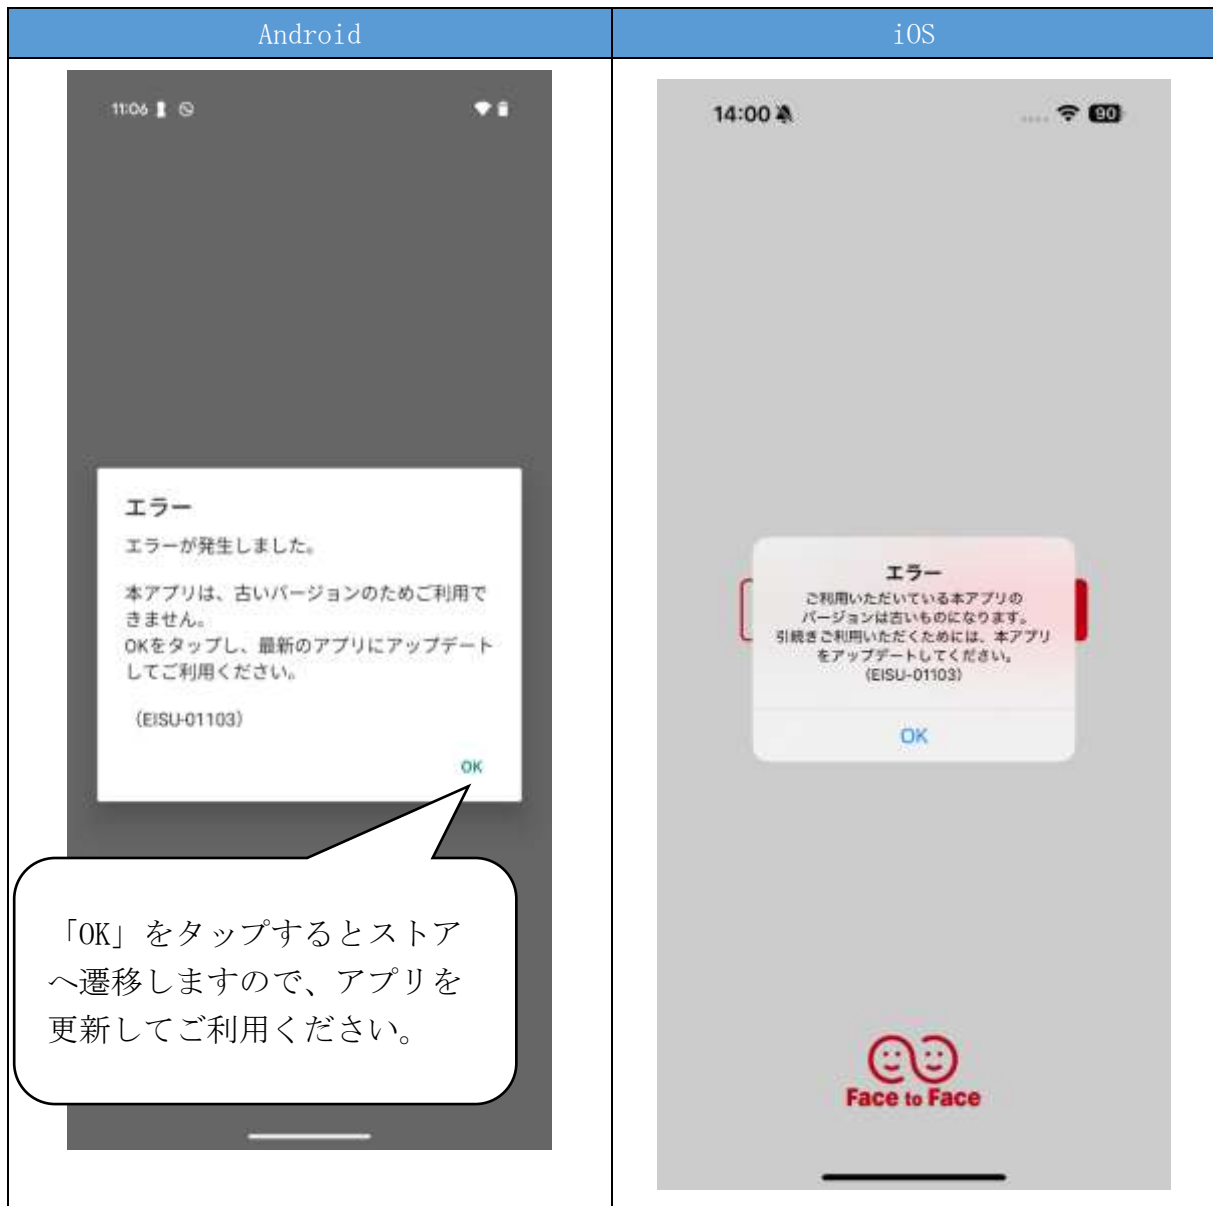 Android
iOS
11:06
エラー
エラーが発生しました。
本アプリは、古いバージョンのためご利用で
きません。
OKをタップし、最新のアプリにアップデート
してご利用ください。
（EISU-01103）
OK
「OK」をタップするとストア
へ遷移しますので、アプリを
更新してご利用ください。
14:00
90
エラー
ご利用いただいている本アプリの
バージョンは古いものになります。
引続きご利用いただくためには、本アプリ
をアップデートしてください。
(EISU-01103)
OK
Face to Face